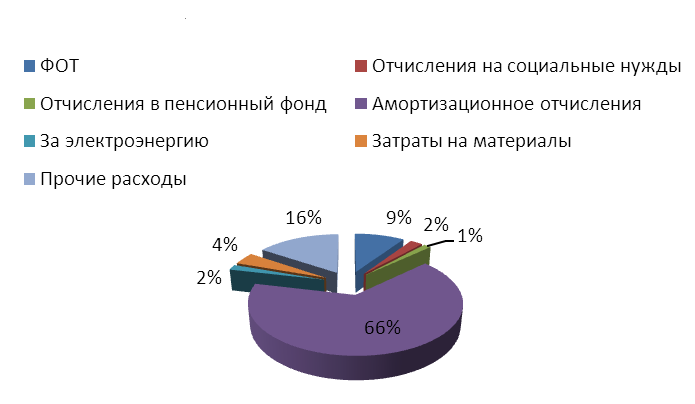 ФОТ
Отчисления на социальные нужды
Отчисления в пенсионный фонд
Амортизационное отчисления
За электроэнергию
Затраты на материалы
Прочие расходы
16%
9%
2%
1%
4%
2%
66%